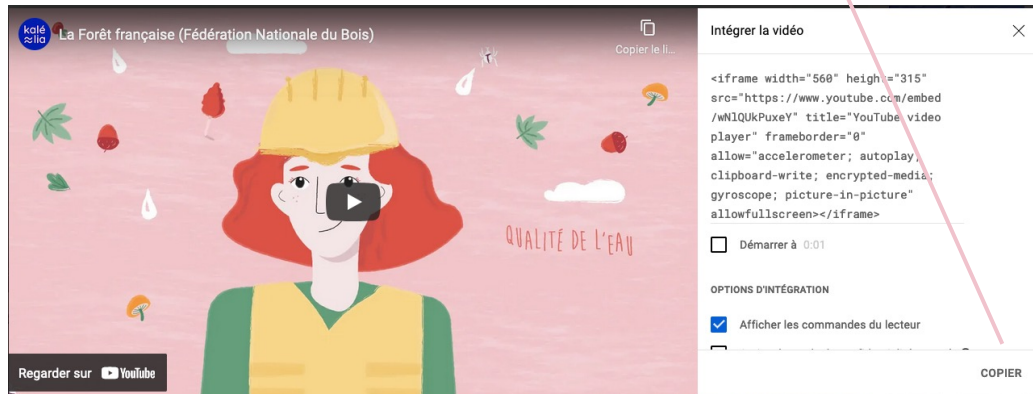 kalé
≈lia
La Forêt française (Fédération Nationale du Bois)
Copier le li...
QUALITÉ DE L'EAU
Regarder sur YouTube
Intégrer la vidéo
<iframe width="560" height="315"
src="https://www.youtube.com/embed
/wNlQUkPuxeY" title="YouTube video
player" frameborder="0"
allow="accelerometer; autoplay;
clipboard-write; encrypted-media;
gyroscope; picture-in-picture"
allowfullscreen></iframe>
Démarrer à 0:01
OPTIONS D'INTÉGRATION
Afficher les commandes du lecteur
COPIER